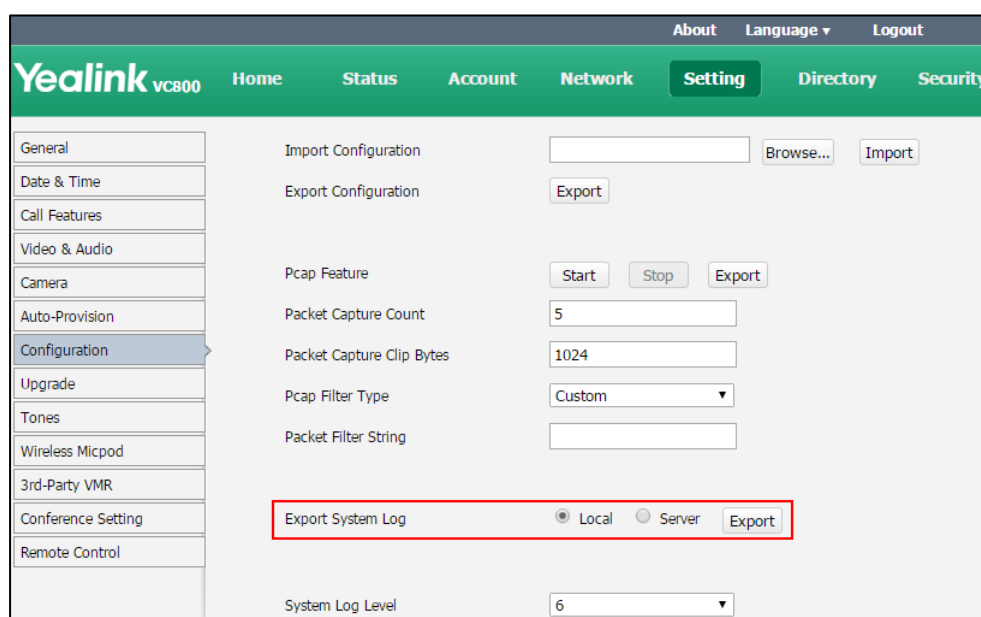 About Language ▾ Logout
Yealink VC800 Home Status Account Network Setting Directory Security
General
Date & Time
Call Features
Video & Audio
Camera
Auto-Provision
Configuration
Upgrade
Tones
Wireless Micpod
3rd-Party VMR
Conference Setting
Remote Control
Import Configuration Browse... Import
Export Configuration Export
Pcap Feature Start Stop Export
Packet Capture Count 5
Packet Capture Clip Bytes 1024
Pcap Filter Type Custom ▼
Packet Filter String
Export System Log Local Server Export
System Log Level 6 ▼